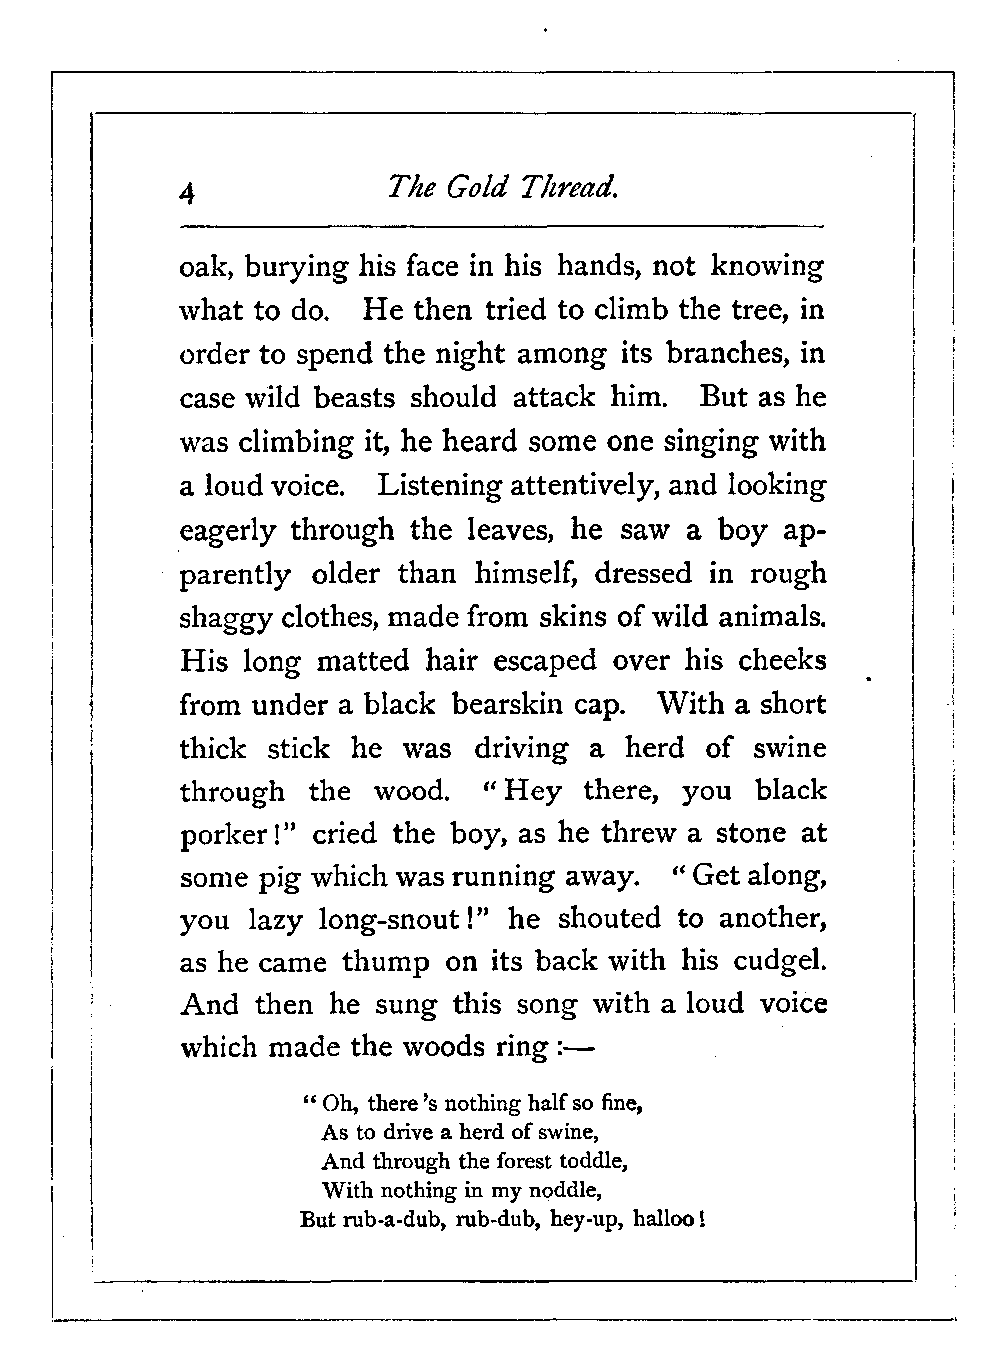 4 The Gold Thread.
oak, burying his face in his hands, not knowing
what to do. He then tried to climb the tree, in
order to spend the night among its branches, in
case wild beasts should attack him. But as he
was climbing it, he heard some one singing with
a loud voice. Listening attentively, and looking
eagerly through the leaves, he saw a boy ap-
parently older than himself, dressed in rough
shaggy clothes, made from skins of wild animals.
His long matted hair escaped over his cheeks
from under a black bearskin cap. With a short
thick stick he was driving a herd of swine
through the wood. “Hey there, you black
porker!” cried the boy, as he threw a stone at
some pig which was running away. “Get along,
you lazy long-snout!” he shouted to another,
as he came thump on its back with his cudgel.
And then he sung this song with a loud voice
which made the woods ring:—
“Oh, there's nothing half so fine,
As to drive a herd of swine,
And through the forest toddle,
With nothing in my noddle,
But rub-a-dub, rub-dub, hey-up, halloo!